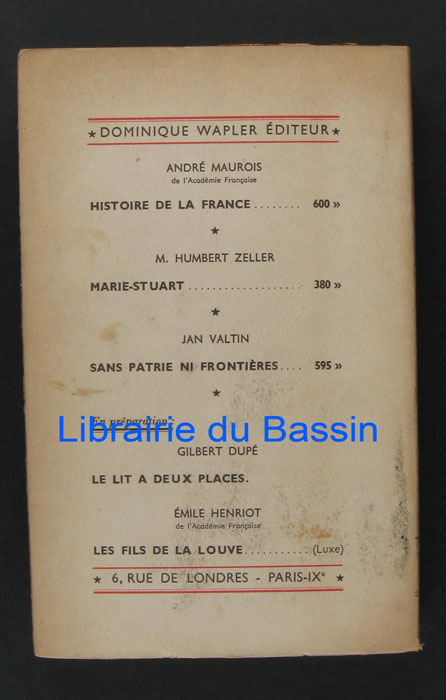 ★ DOMINIQUE WAPLER ÉDITEUR ★
ANDRÉ MAUROIS
de l'Académie Française
HISTOIRE DE LA FRANCE ........ 600 »
★
M. HUMBERT ZELLER
MARIE-STUART .................. 380 »
★
JAN VALTIN
SANS PATRIE NI FRONTIÈRES.... 595 »
★
En préparation :
Librairie du Bassin
GILBERT DUPÉ
LE LIT A DEUX PLACES.
ÉMILE HENRIOT
de l'Académie Française
LES FILS DE LA LOUVE........... (Luxe)
★ 6, RUE DE LONDRES - PARIS-IXe ★